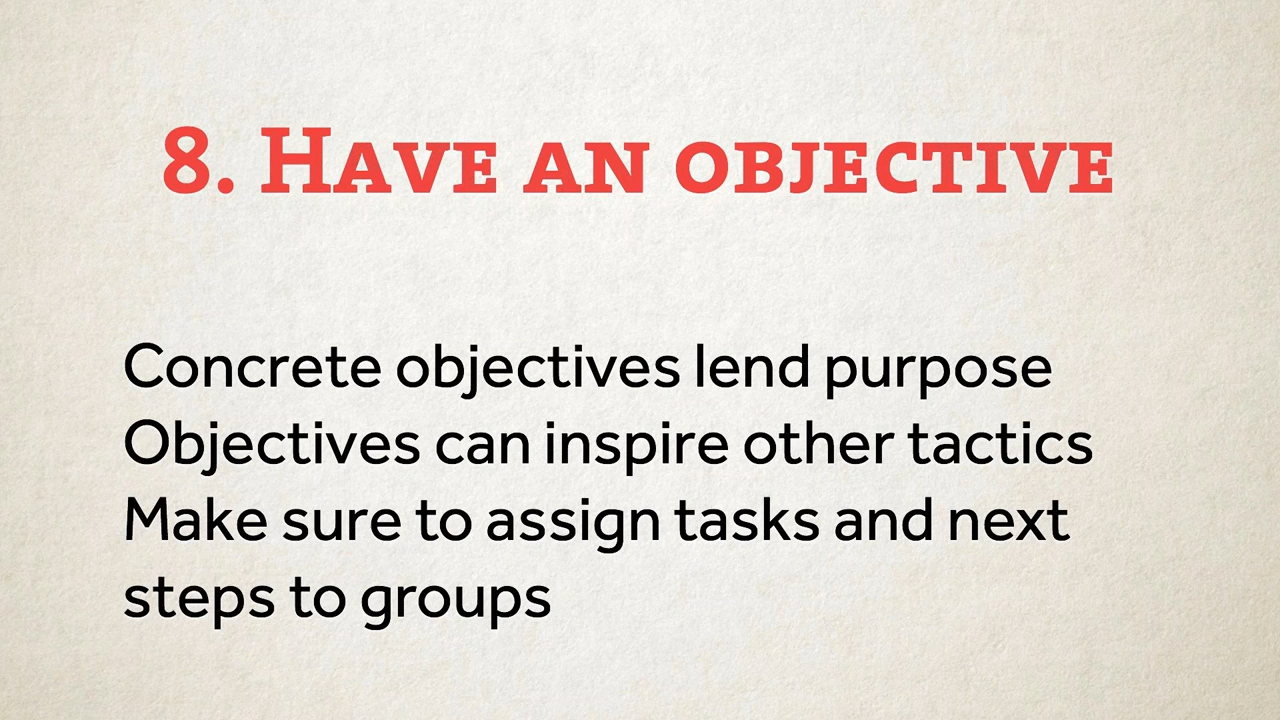 8. Have an objective
Concrete objectives lend purpose
Objectives can inspire other tactics
Make sure to assign tasks and next
steps to groups